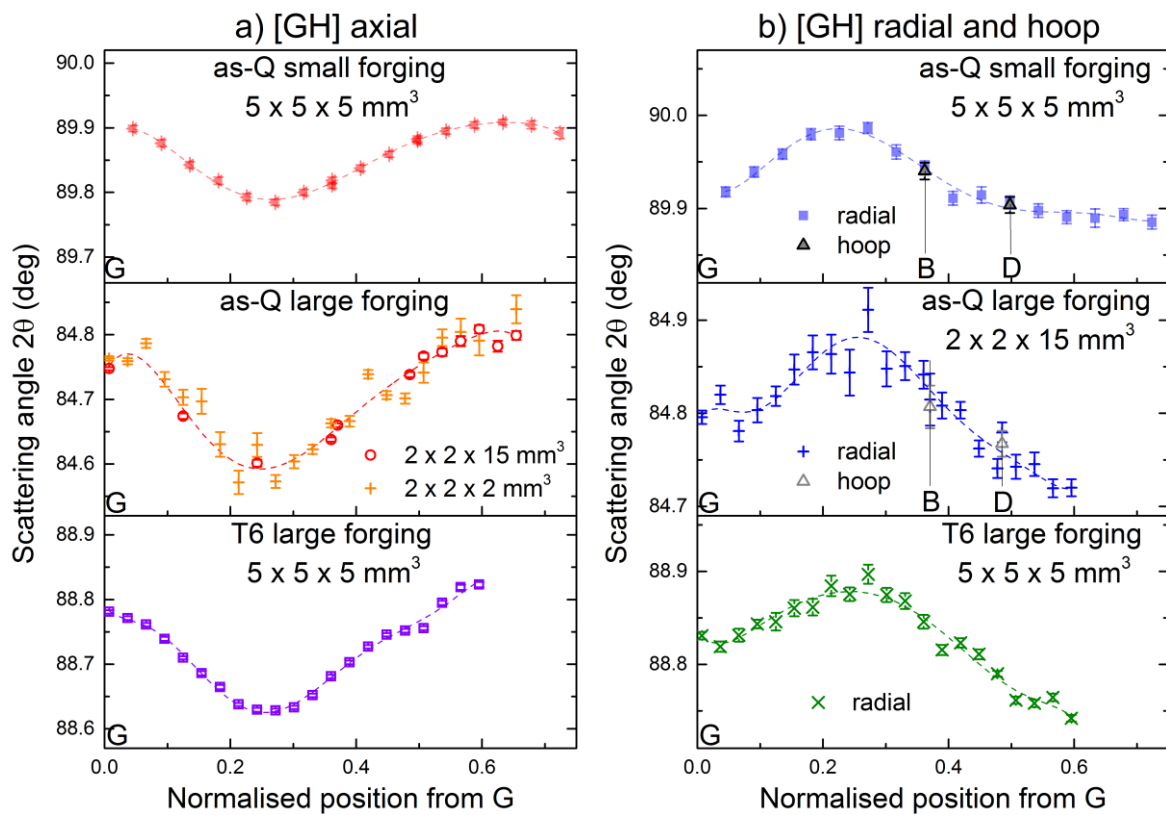 a) [GH] axial
b) [GH] radial and hoop
Scattering angle 2θ (deg)
90.0
89.9
89.8
89.7
as-Q small forging
5 x 5 x 5 mm³
84.8
84.7
84.6
as-Q large forging
2 x 2 x 15 mm³
2 x 2 x 2 mm³
G
88.9
88.8
88.7
88.6
T6 large forging
5 x 5 x 5 mm³
G
0.0
0.2
0.4
0.6
Normalised position from G
Scattering angle 2θ (deg)
90.0
89.9
as-Q small forging
5 x 5 x 5 mm³
radial
hoop
G
B
D
84.9
84.8
84.7
as-Q large forging
2 x 2 x 15 mm³
radial
hoop
G
B
D
88.9
88.8
T6 large forging
5 x 5 x 5 mm³
radial
G
0.0
0.2
0.4
0.6
Normalised position from G